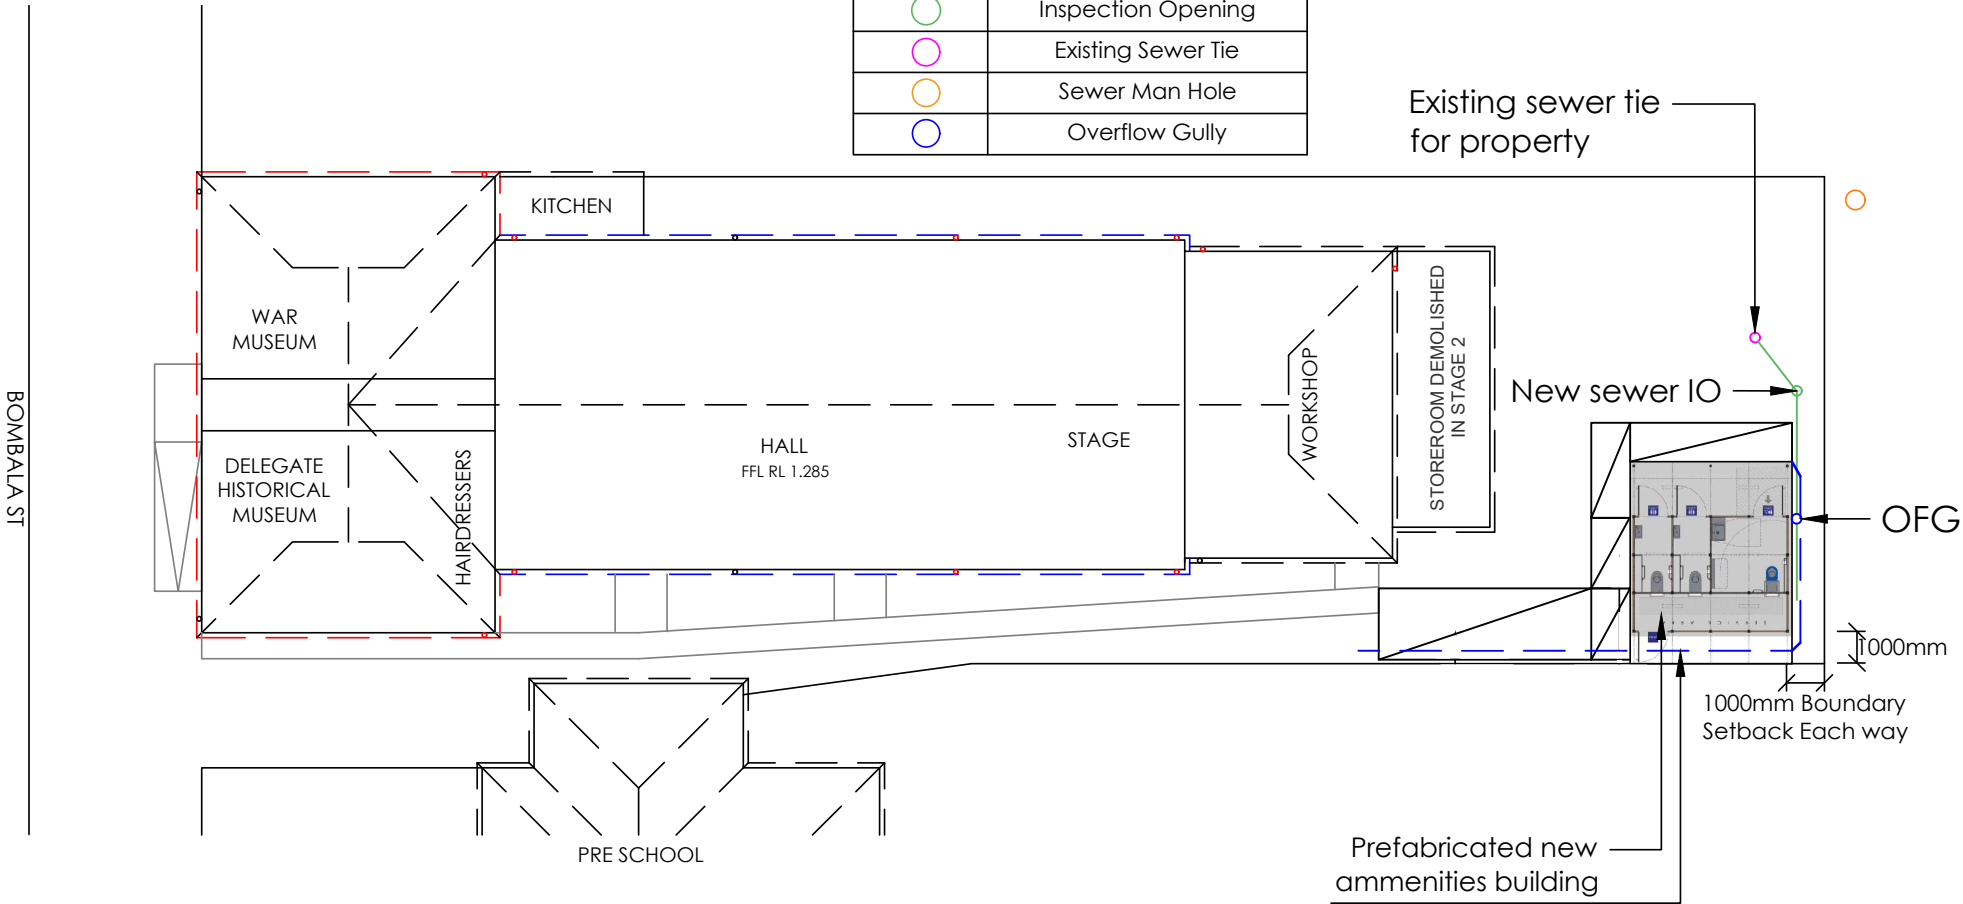 Inspection Opening
Existing Sewer Tie
Sewer Man Hole
Overflow Gully
Existing sewer tie
for property
KITCHEN
WAR
MUSEUM
BOMBALA ST
DELEGATE
HISTORICAL
MUSEUM
HAIRDRESSERS
HALL
FFL RL 1.285
STAGE
WORKSHOP
STOREROOM DEMOLISHED
IN STAGE 2
New sewer IO
OFG
1000mm
1000mm Boundary
Setback Each way
PRE SCHOOL
Prefabricated new
ammenities building